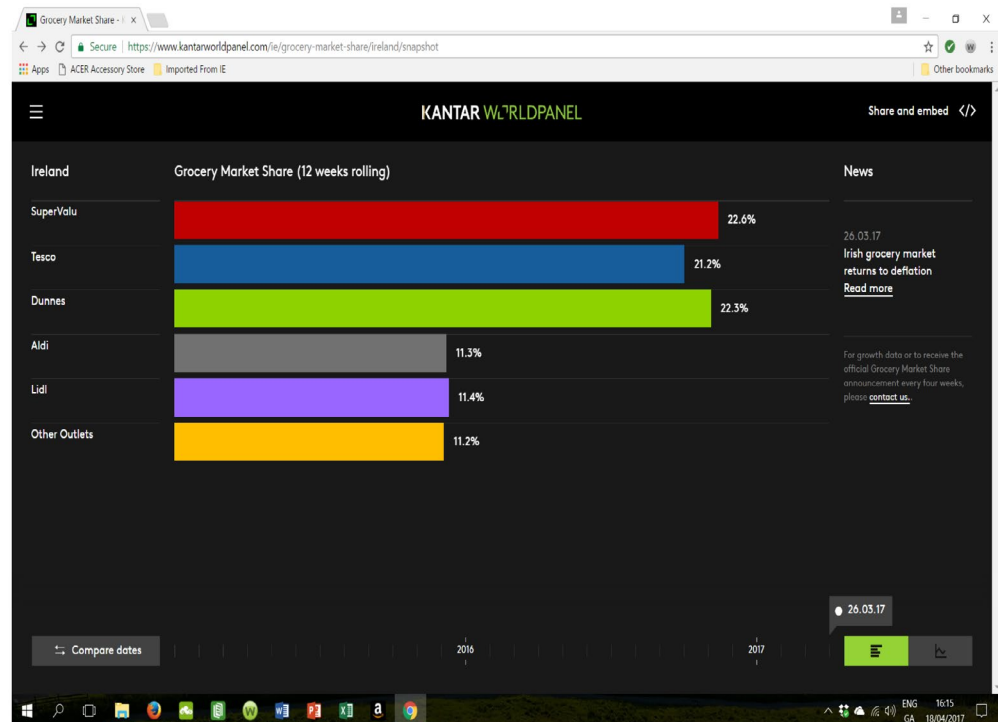 Grocery Market Share - I
Secure
https://www.kantarworldpanel.com/ie/grocery-market-share/ireland/snapshot
Apps
ACER Accessory Store
Imported From IE
Other bookmarks
KANTAR WORLDPANEL
Share and embed </>
Ireland
Grocery Market Share (12 weeks rolling)
News
SuperValu
22.6%
Tesco
21.2%
Dunnes
22.3%
Aldi
11.3%
Lidl
11.4%
Other Outlets
11.2%
26.03.17
Irish grocery market
returns to deflation
Read more
For growth data or to receive the
official Grocery Market Share
announcement every four weeks,
please contact us..
26.03.17
Compare dates
2016
2017
ENG
GA
16:15
18/04/2017